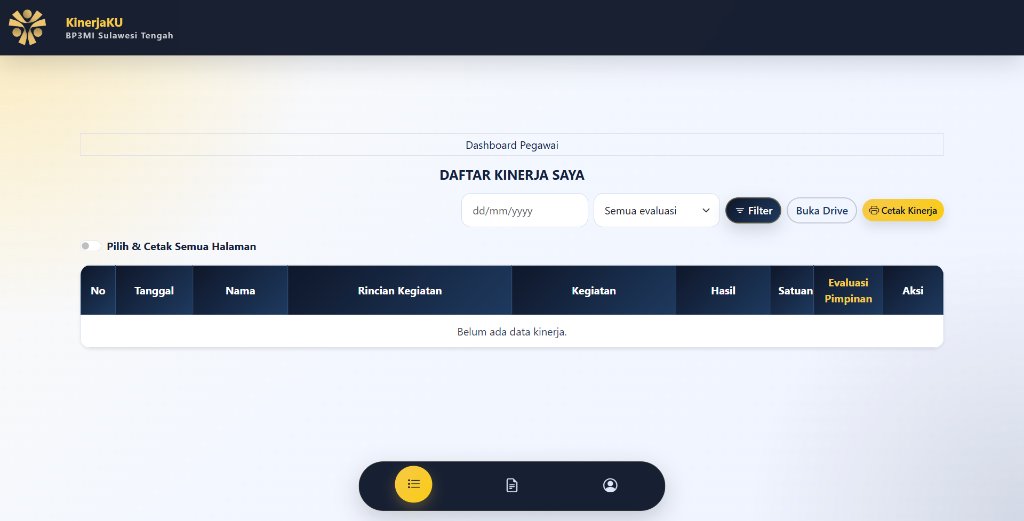 KinerjaKU
BP3MI Sulawesi Tengah
Dashboard Pegawai
DAFTAR KINERJA SAYA
dd/mm/yyyy
Semua evaluasi
Filter
Buka Drive
Cetak Kinerja
Pilih & Cetak Semua Halaman
No Tanggal Nama Rincian Kegiatan Kegiatan Hasil Satuan Evaluasi Pimpinan Aksi
Belum ada data kinerja.